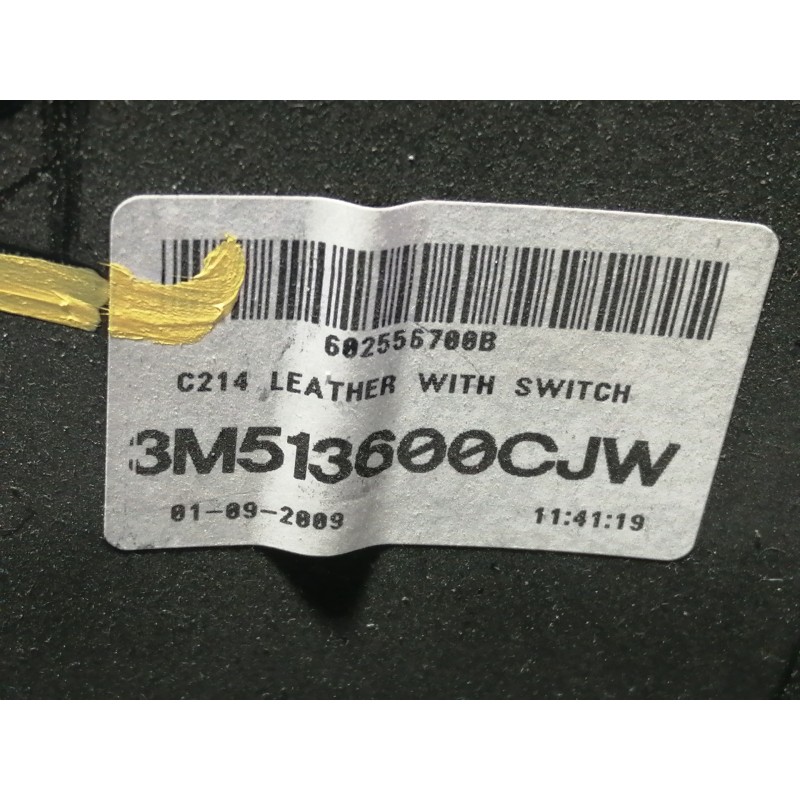 602556700B
C214 LEATHER WITH SWITCH
3M513600CJW
01-09-2009 11:41:19